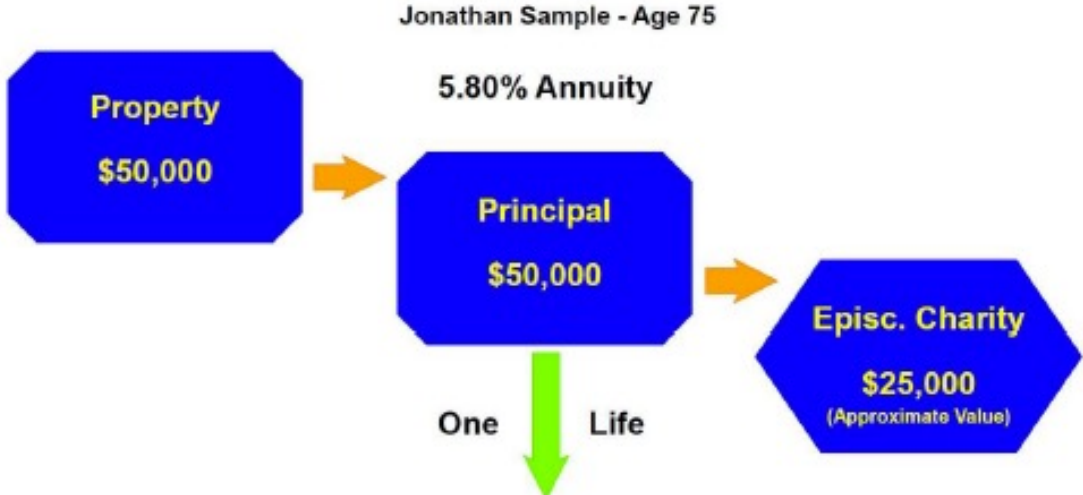 Jonathan Sample - Age 75
5.80% Annuity
Property
$50,000
Principal
$50,000
Episc. Charity
$25,000
(Approximate Value)
One Life